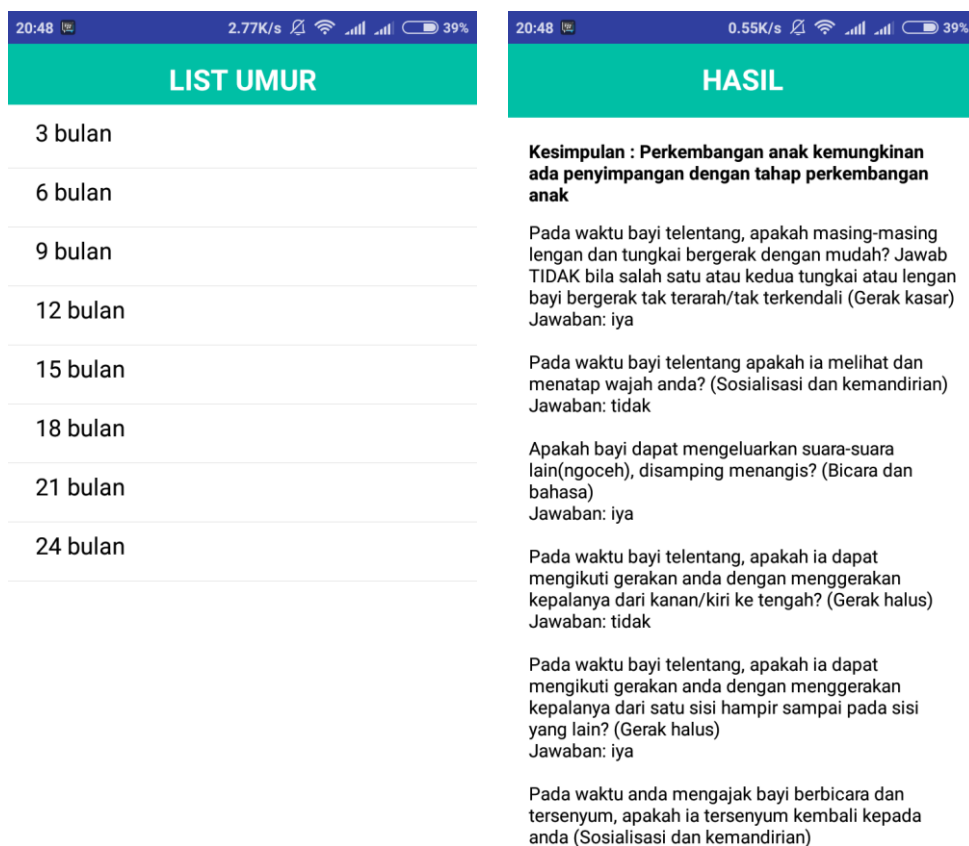 20:48 2.77K/s 39%
LIST UMUR
3 bulan
6 bulan
9 bulan
12 bulan
15 bulan
18 bulan
21 bulan
24 bulan
20:48 0.55K/s 39%
HASIL
Kesimpulan : Perkembangan anak kemungkinan
ada penyimpangan dengan tahap perkembangan
anak
Pada waktu bayi telentang, apakah masing-masing
lengan dan tungkai bergerak dengan mudah? Jawab
TIDAK bila salah satu atau kedua tungkai atau lengan
bayi bergerak tak terarah/tak terkendali (Gerak kasar)
Jawaban: iya
Pada waktu bayi telentang apakah ia melihat dan
menatap wajah anda? (Sosialisasi dan kemandirian)
Jawaban: tidak
Apakah bayi dapat mengeluarkan suara-suara
lain(ngoceh), disamping menangis? (Bicara dan
bahasa)
Jawaban: iya
Pada waktu bayi telentang, apakah ia dapat
mengikuti gerakan anda dengan menggerakan
kepalanya dari kanan/kiri ke tengah? (Gerak halus)
Jawaban: tidak
Pada waktu bayi telentang, apakah ia dapat
mengikuti gerakan anda dengan menggerakan
kepalanya dari satu sisi hampir sampai pada sisi
yang lain? (Gerak halus)
Jawaban: iya
Pada waktu anda mengajak bayi berbicara dan
tersenyum, apakah ia tersenyum kembali kepada
anda (Sosialisasi dan kemandirian)